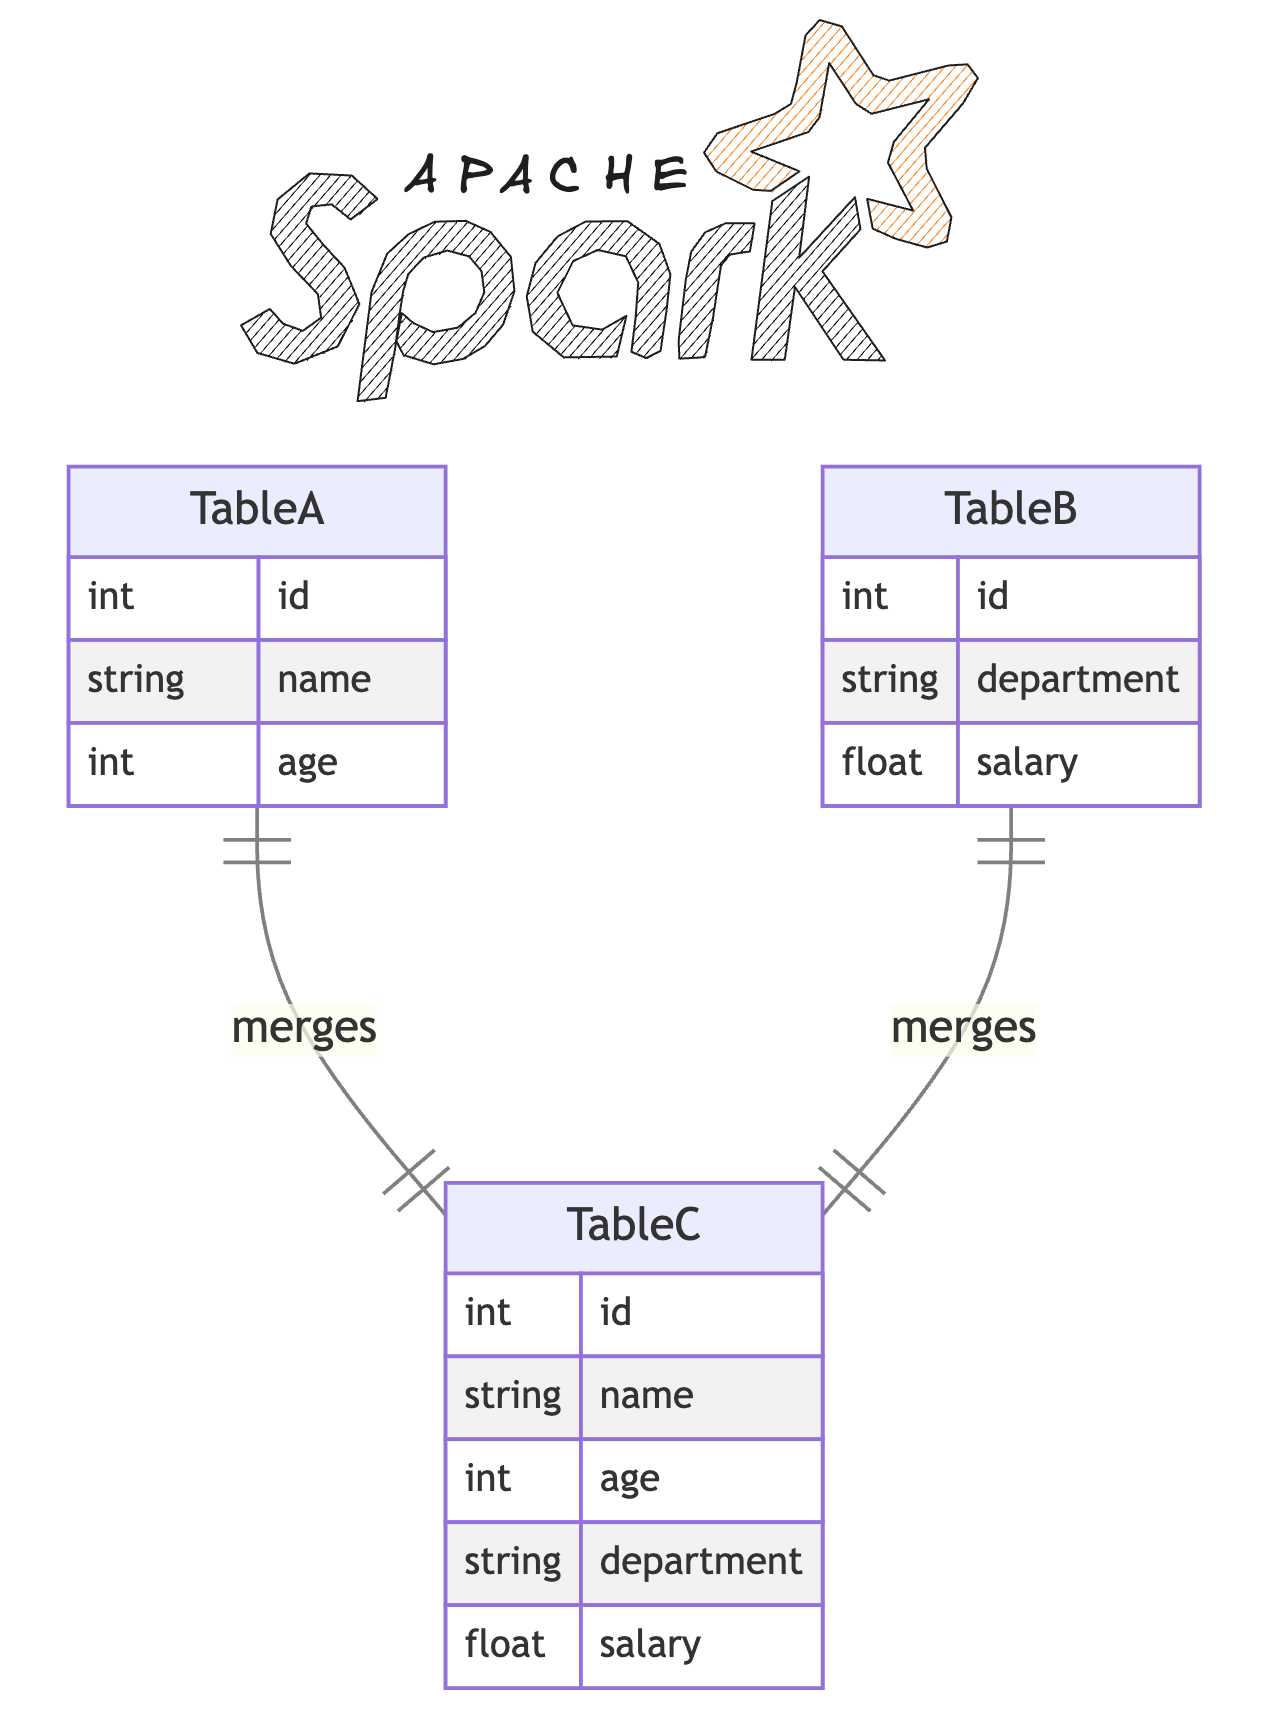 APACHE
Spark
TableA
int id
string name
int age
TableB
int id
string department
float salary
merges
merges
TableC
int id
string name
int age
string department
float salary